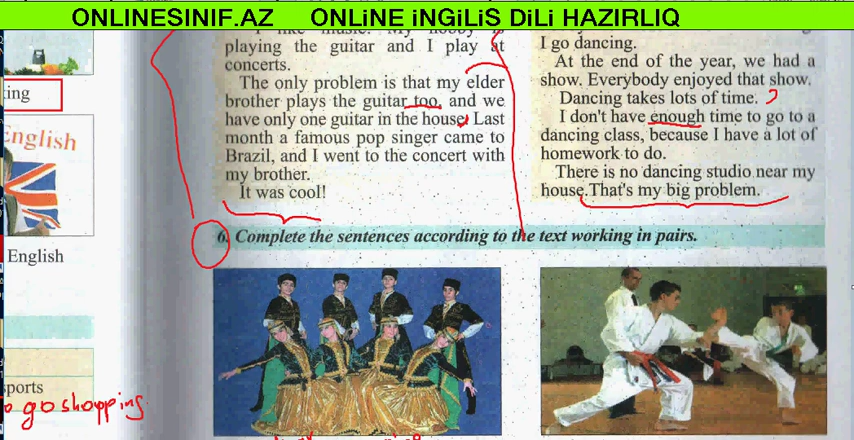 ONLINESINIF.AZ ONLiNE iNGiLiS DiLi HAZIRLIQ
I like music. My hobby is
playing the guitar and I play at
concerts.
The only problem is that my elder
brother plays the guitar too, and we
have only one guitar in the house. Last
month a famous pop singer came to
Brazil, and I went to the concert with
my brother.
It was cool!
I go dancing.
At the end of the year, we had a
show. Everybody enjoyed that show.
Dancing takes lots of time.
I don't have enough time to go to a
dancing class, because I have a lot of
homework to do.
There is no dancing studio near my
house.That's my big problem.
6. Complete the sentences according to the text working in pairs.
king
English
English
sports
go shopping